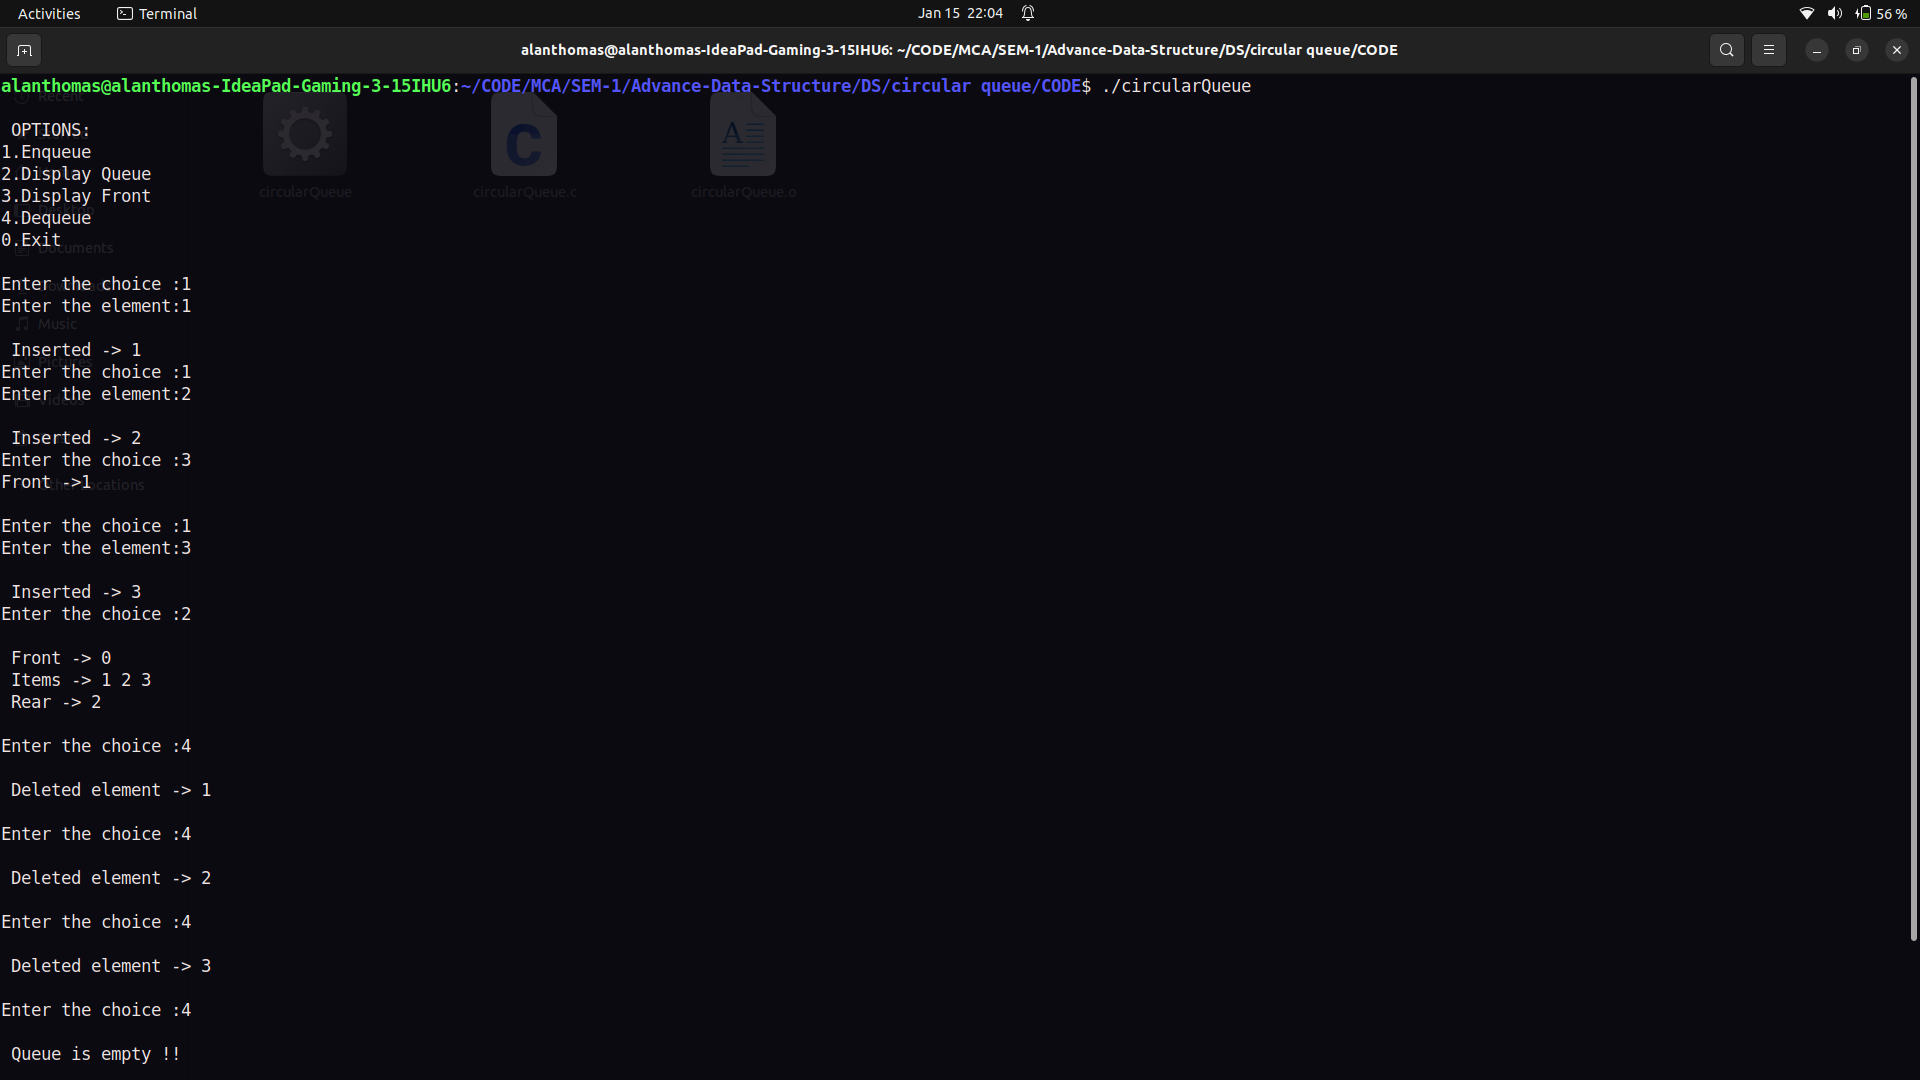 Activities Terminal Jan 15 22:04 56 %
alanthomas@alanthomas-IdeaPad-Gaming-3-15IHU6: ~/CODE/MCA/SEM-1/Advance-Data-Structure/DS/circular queue/CODE
alanthomas@alanthomas-IdeaPad-Gaming-3-15IHU6:~/CODE/MCA/SEM-1/Advance-Data-Structure/DS/circular queue/CODE$ ./circularQueue
Recent
OPTIONS:
1.Enqueue
2.Display Queue
3.Display Front
circularQueue circularQueue.c circularQueue.o
4.Dequeue
0.Exit
Documents
Enter the choice :1
Enter the element:1
Music
Inserted -> 1
Pictures
Enter the choice :1
Enter the element:2
Videos
Inserted -> 2
Enter the choice :3
Front ->1
Other Locations
Enter the choice :1
Enter the element:3
Inserted -> 3
Enter the choice :2
Front -> 0
Items -> 1 2 3
Rear -> 2
Enter the choice :4
Deleted element -> 1
Enter the choice :4
Deleted element -> 2
Enter the choice :4
Deleted element -> 3
Enter the choice :4
Queue is empty !!